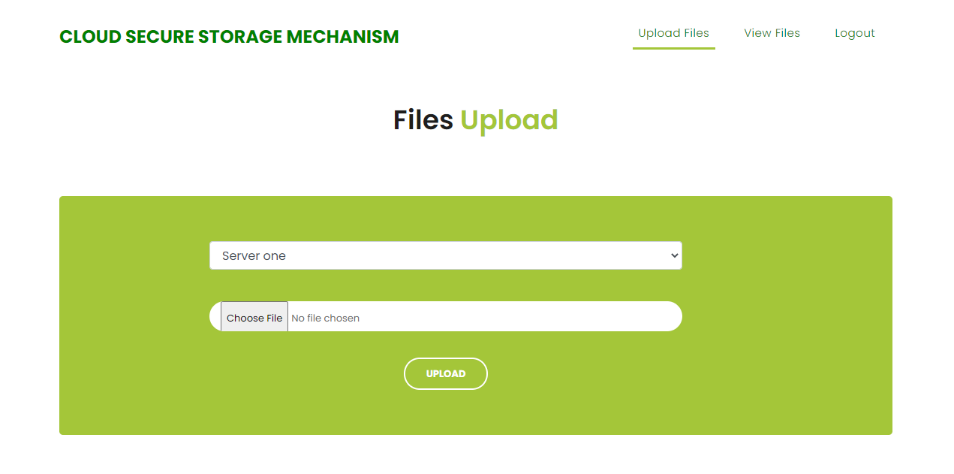 CLOUD SECURE STORAGE MECHANISM
Upload Files View Files Logout
Files Upload
Server one
Choose File No file chosen
UPLOAD